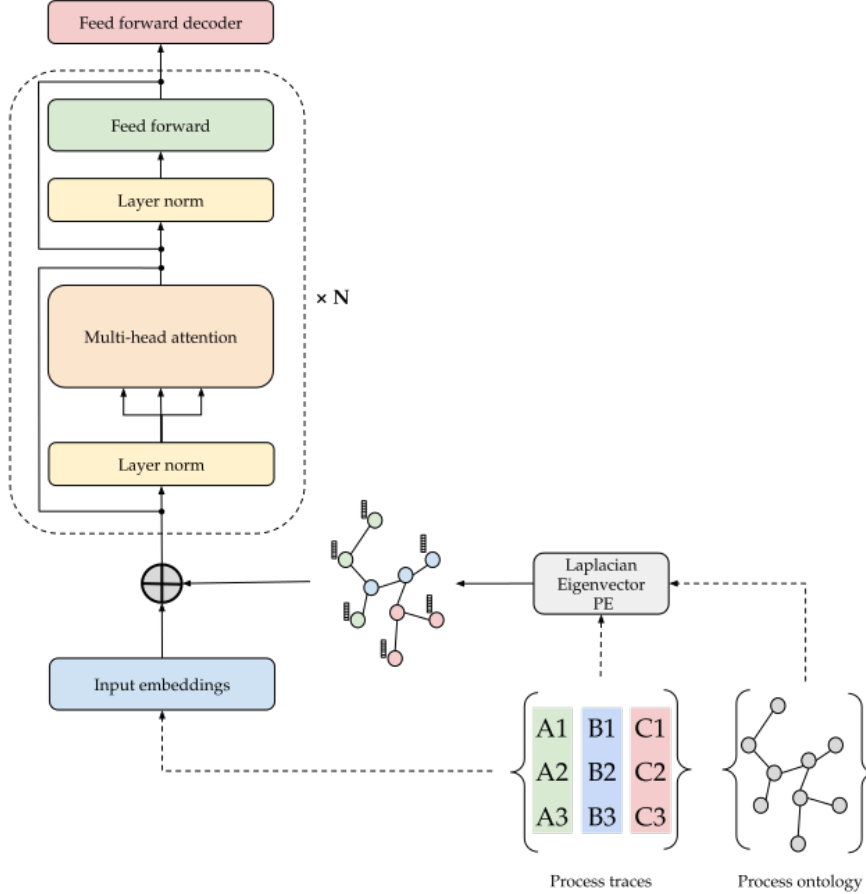 Feed forward decoder
Feed forward
Layer norm
× N
Multi-head attention
Layer norm
Laplacian
Eigenvector
PE
Input embeddings
A1 B1 C1
A2 B2 C2
A3 B3 C3
Process traces
Process ontology